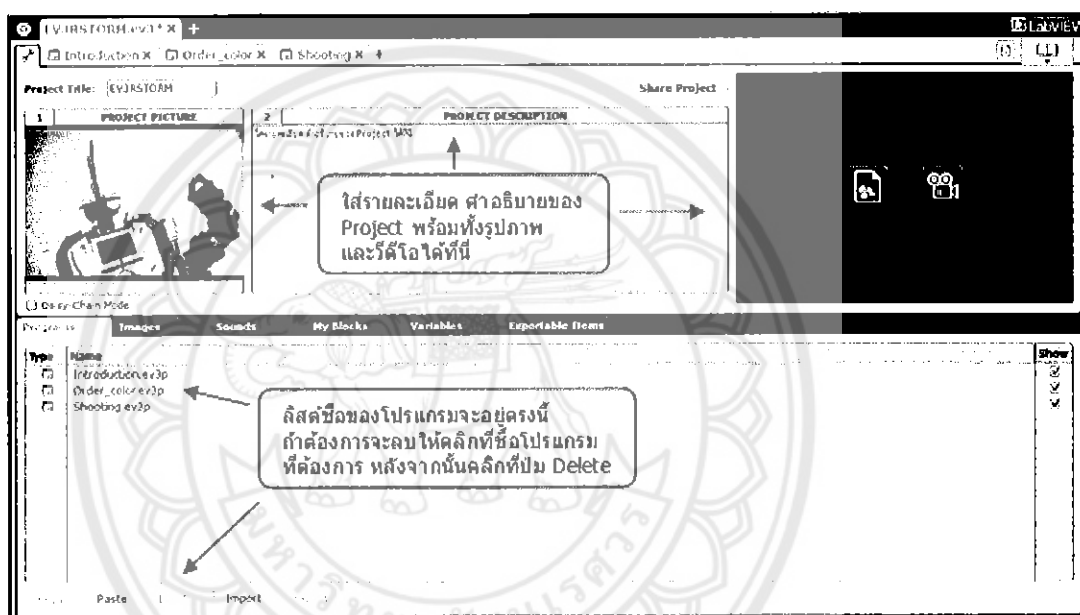 EV3RSTORM.ev3* X +
LabVIEW
Introduction X Order_color X Shooting X +
Project Title: EV3RSTORM
Share Project
1 PROJECT PICTURE
2 PROJECT DESCRIPTION
ใส่รายละเอียด คำอธิบายของ
Project พร้อมทั้งรูปภาพ
และวีดีโอได้ที่นี่
Daisy-Chain Mode
Programs Images Sounds My Blocks Variables Exportable Items
Type Name Show
Introduction.ev3p
Order_color.ev3p
Shooting.ev3p
ลิสต์ชื่อของโปรแกรมจะอยู่ตรงนี้
ถ้าต้องการจะลบให้คลิกที่ชื่อโปรแกรม
ที่ต้องการ หลังจากนั้นคลิกที่ปุ่ม Delete
Paste Import